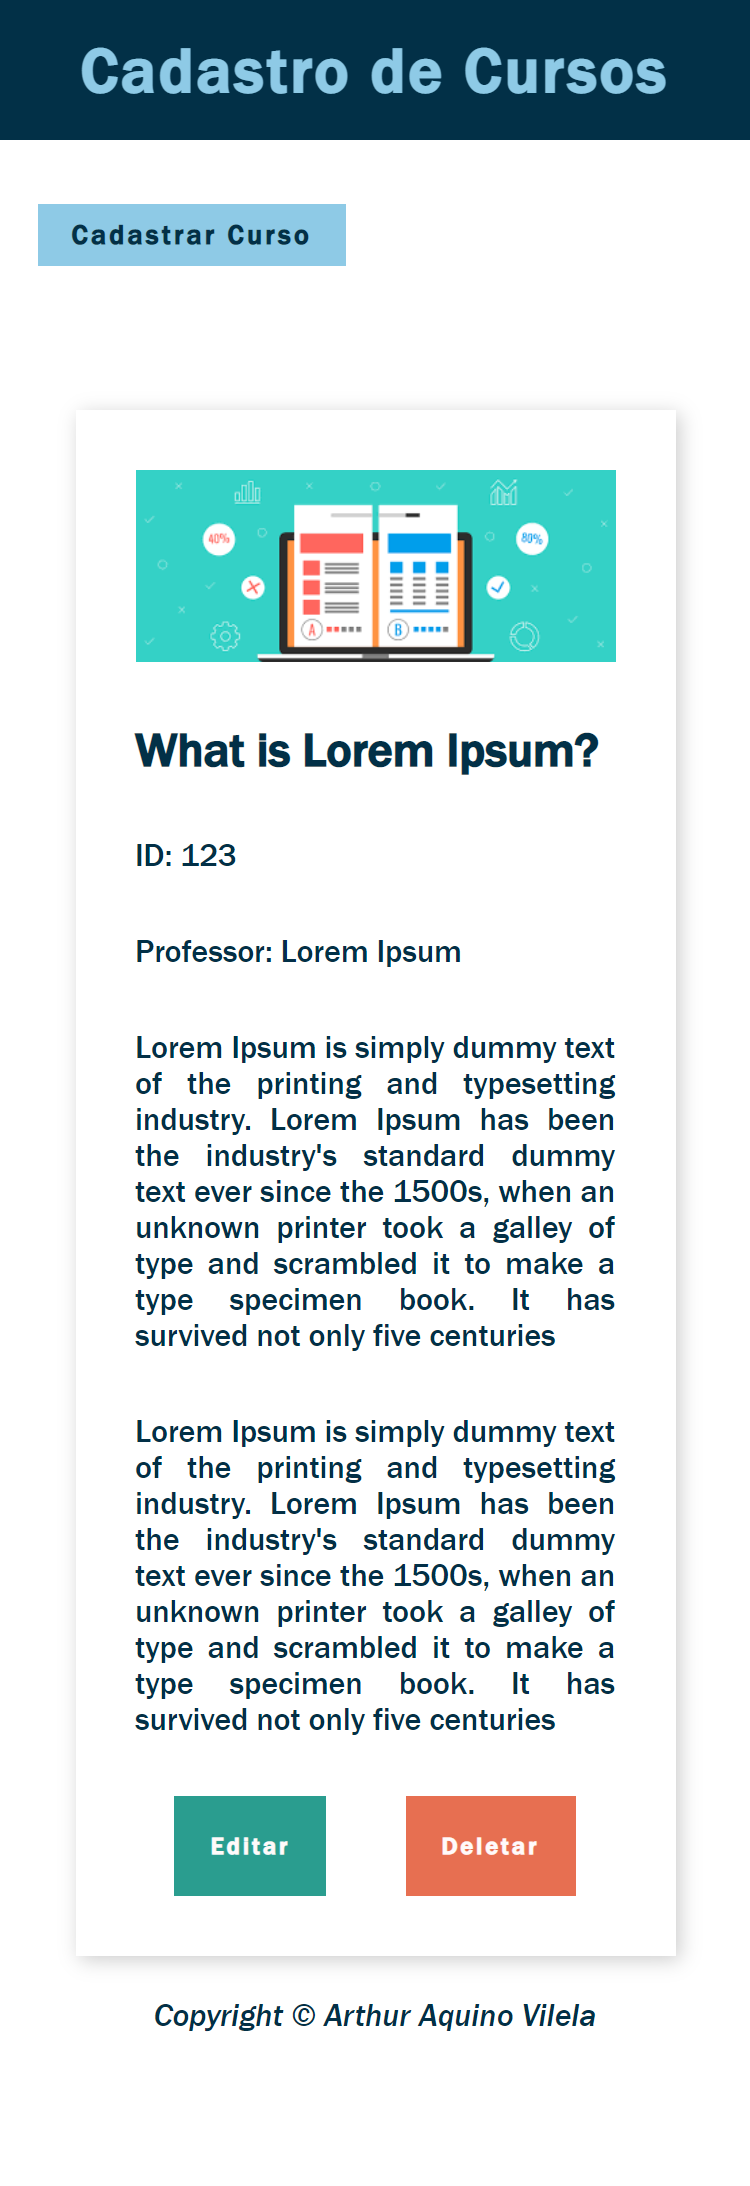 Cadastro de Cursos
Cadastrar Curso
40%
80%
A
B
What is Lorem Ipsum?
ID: 123
Professor: Lorem Ipsum
Lorem Ipsum is simply dummy text
of the printing and typesetting
industry. Lorem Ipsum has been
the industry's standard dummy
text ever since the 1500s, when an
unknown printer took a galley of
type and scrambled it to make a
type specimen book. It has
survived not only five centuries
Lorem Ipsum is simply dummy text
of the printing and typesetting
industry. Lorem Ipsum has been
the industry's standard dummy
text ever since the 1500s, when an
unknown printer took a galley of
type and scrambled it to make a
type specimen book. It has
survived not only five centuries
Editar
Deletar
Copyright © Arthur Aquino Vilela